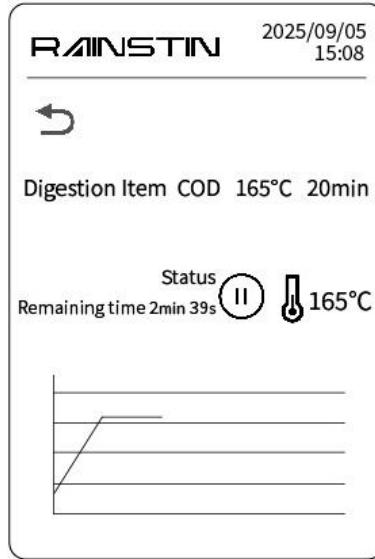 RAINSTIN
2025/09/05
15:08
Digestion Item COD 165°C 20min
Status
Remaining time 2min 39s
165°C